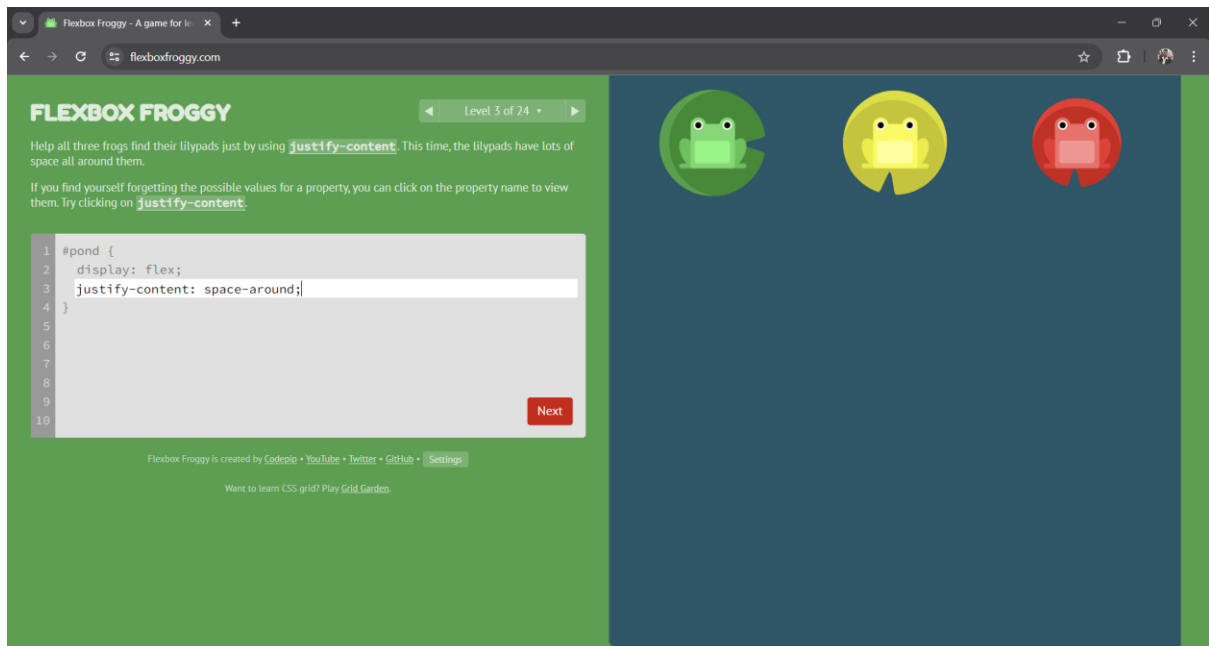 Flexbox Froggy - A game for le
flexboxfroggy.com
FLEXBOX FROGGY
Level 3 of 24
Help all three frogs find their lilypads just by using justify-content. This time, the lilypads have lots of
space all around them.
If you find yourself forgetting the possible values for a property, you can click on the property name to view
them. Try clicking on justify-content.
1 #pond {
2 display: flex;
3 justify-content: space-around;
4 }
5
6
7
8
9
10
Next
Flexbox Froggy is created by Codepip • YouTube • Twitter • GitHub • Settings
Want to learn CSS grid? Play Grid Garden.